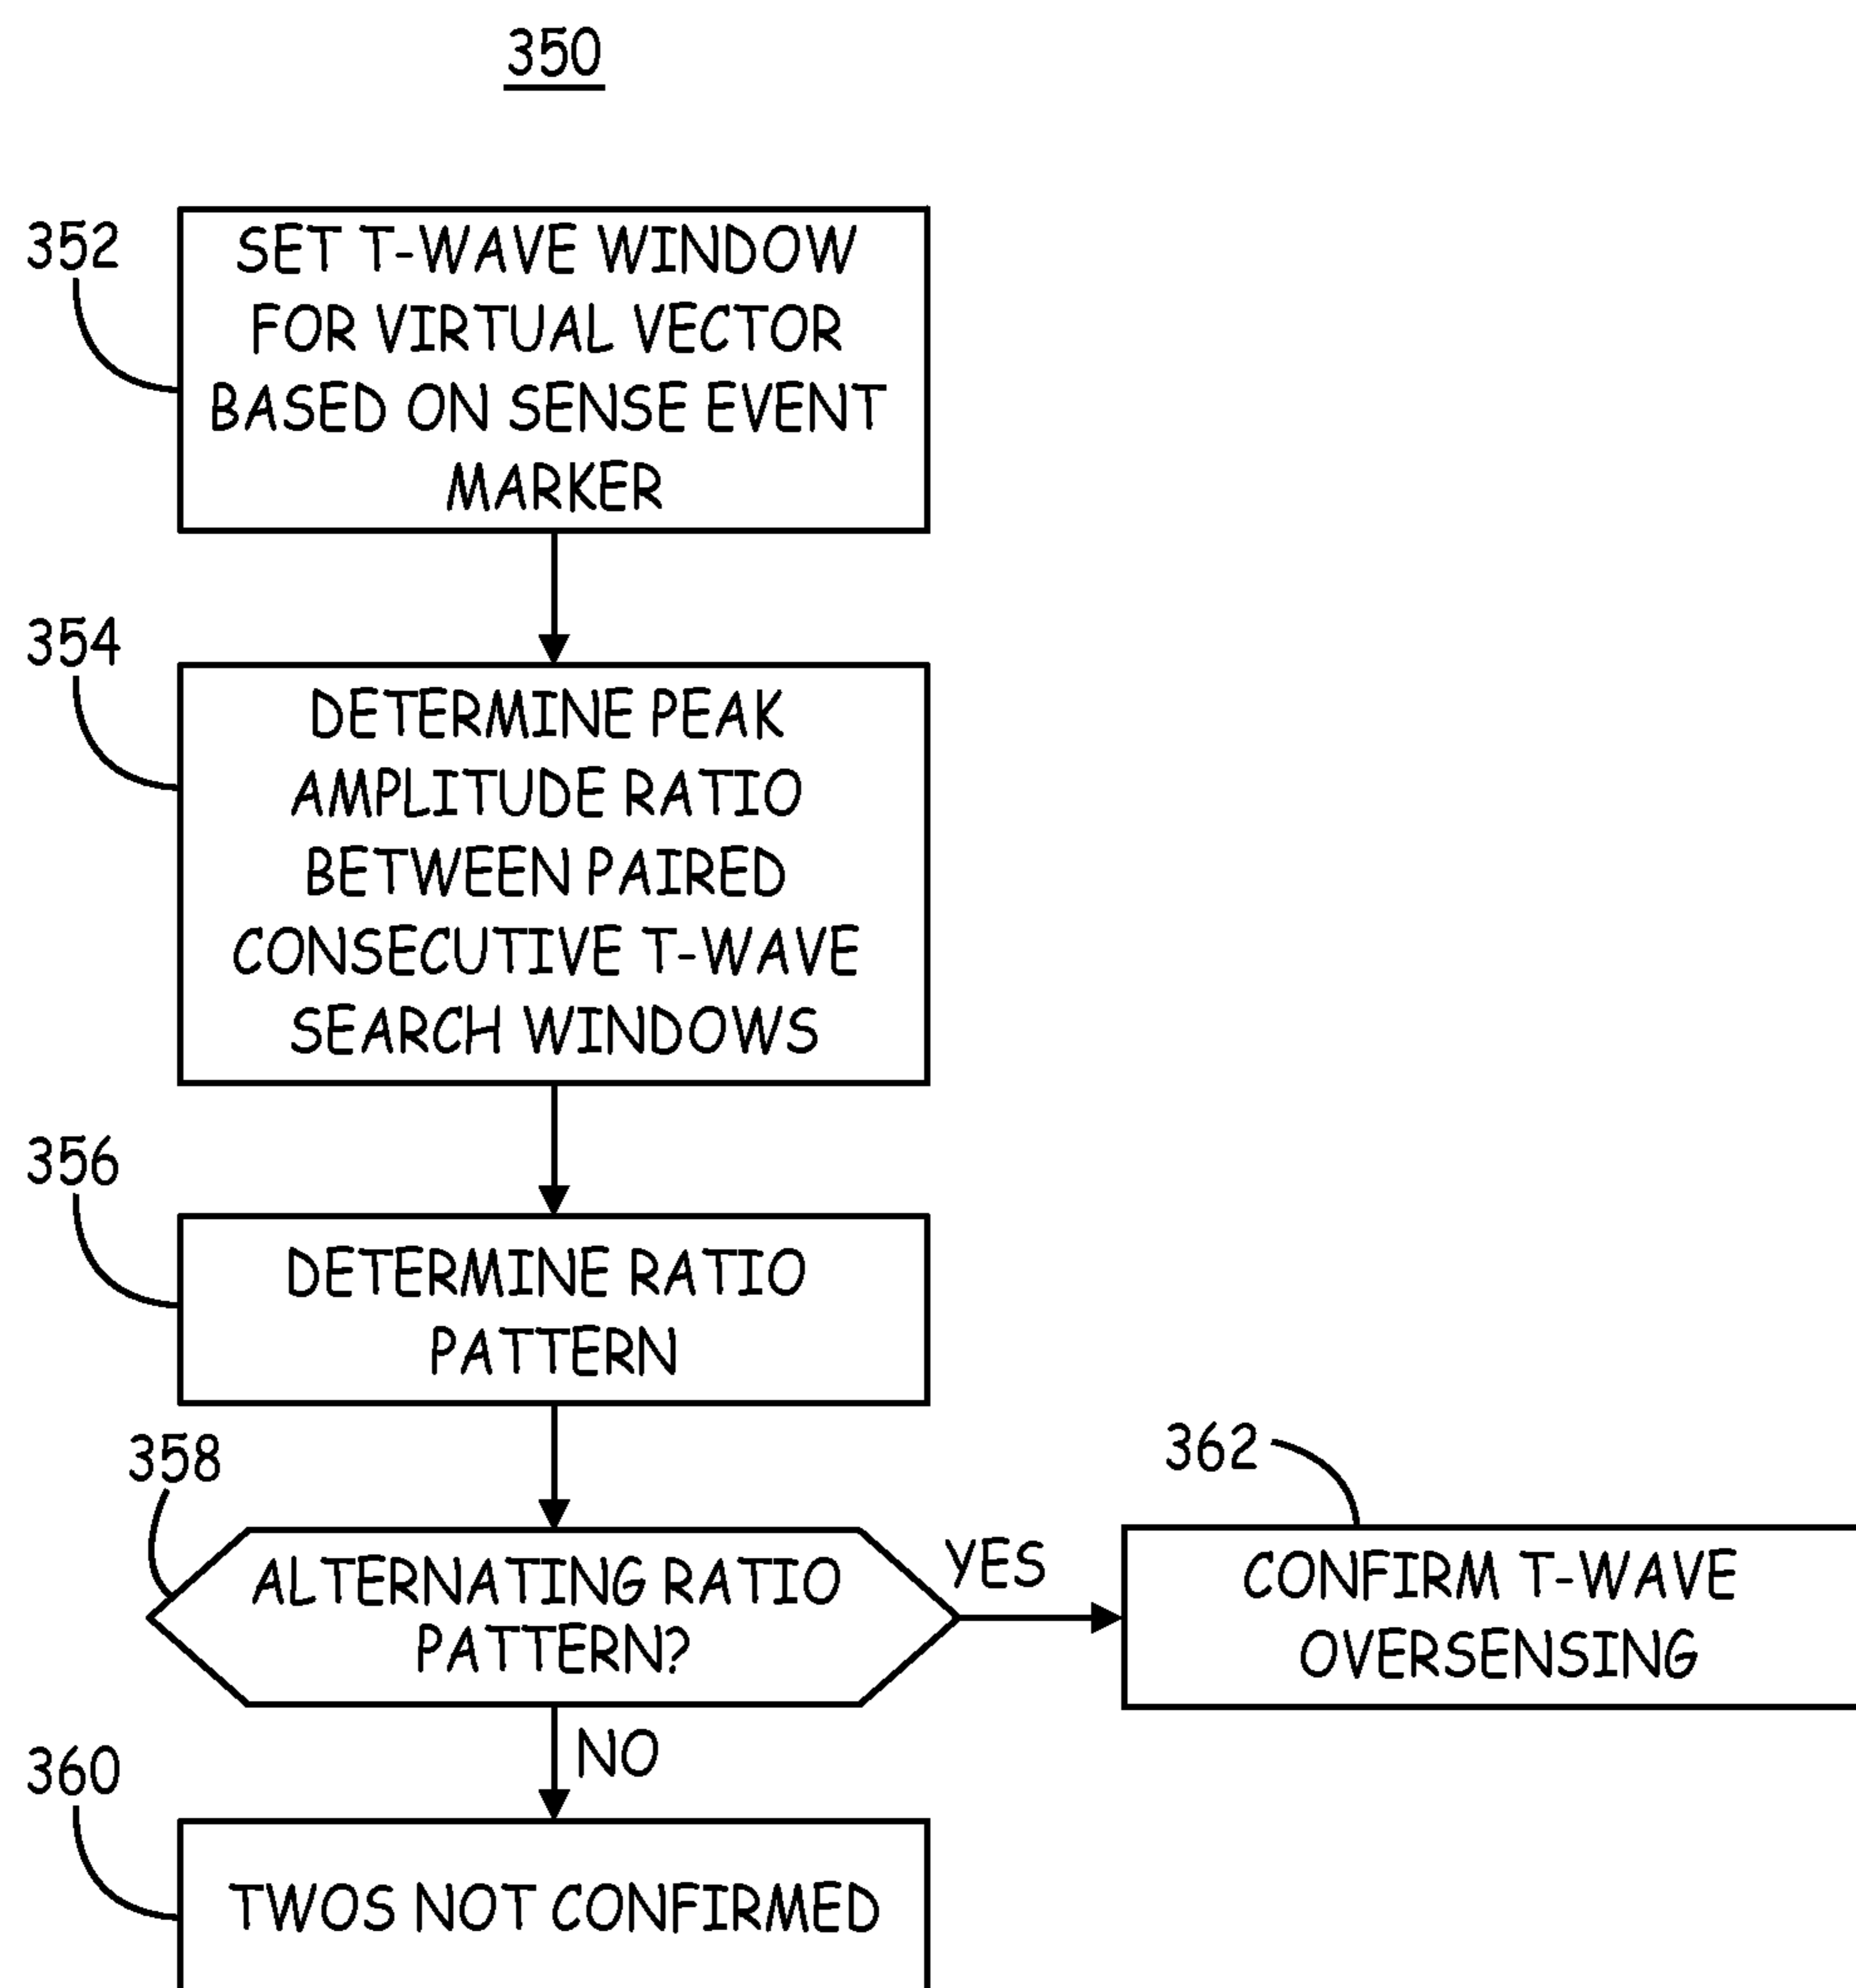 350
352
SET T-WAVE WINDOW
FOR VIRTUAL VECTOR
BASED ON SENSE EVENT
MARKER
354
DETERMINE PEAK
AMPLITUDE RATIO
BETWEEN PAIRED
CONSECUTIVE T-WAVE
SEARCH WINDOWS
356
DETERMINE RATIO
PATTERN
358
ALTERNATING RATIO
PATTERN?
YES
362
CONFIRM T-WAVE
OVERSENSING
NO
360
TWOS NOT CONFIRMED